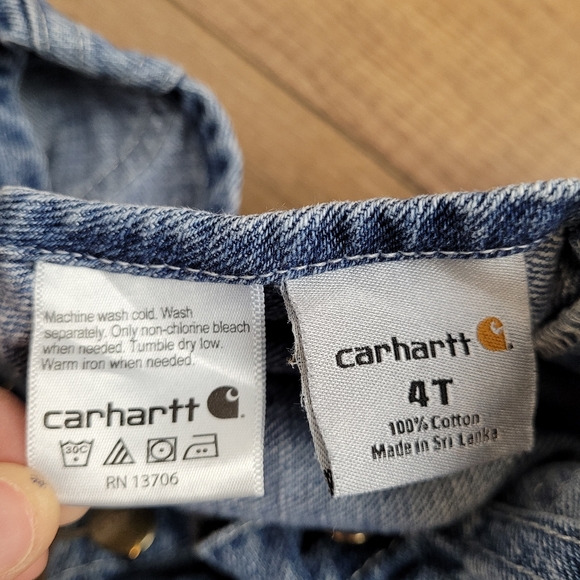 Machine wash cold. Wash
separately. Only non-chlorine bleach
when needed. Tumble dry low.
Warm iron when needed.
carhartt
30C
RN 13706
carhartt
4T
100% Cotton
Made in Sri Lanka